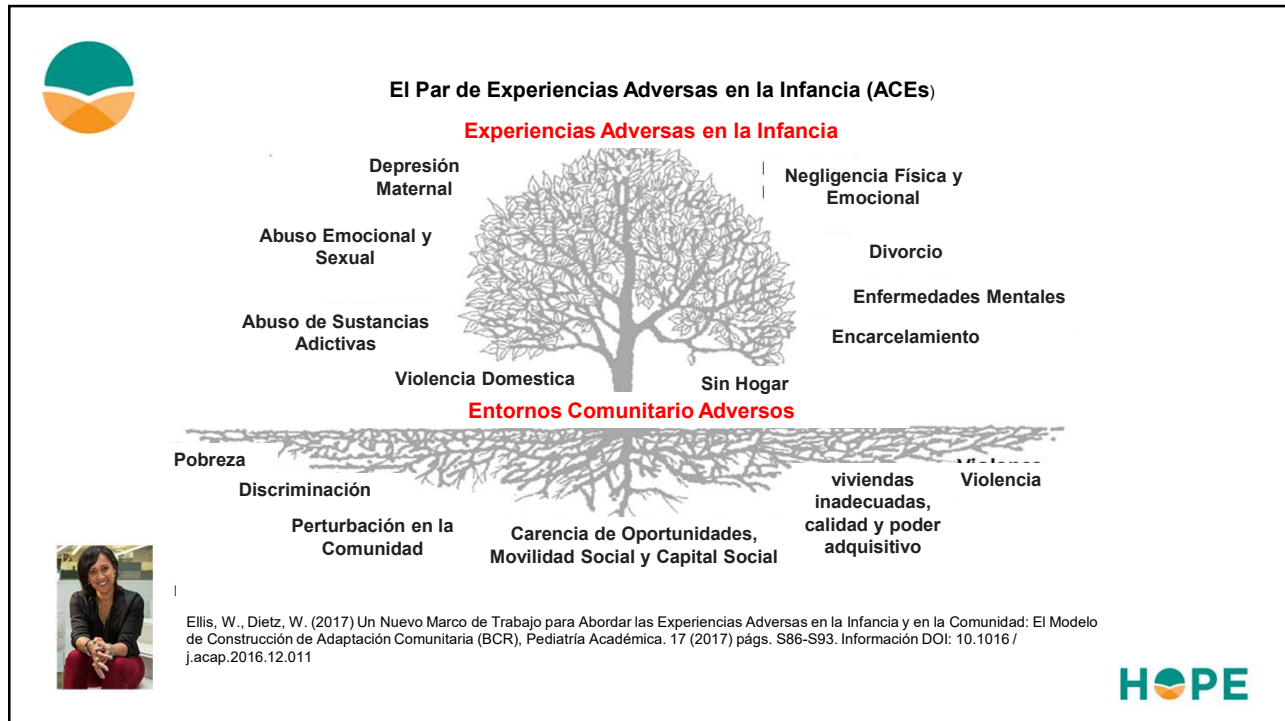 El Par de Experiencias Adversas en la Infancia (ACEs)
Experiencias Adversas en la Infancia
Depresión
Maternal
Negligencia Física y
Emocional
Abuso Emocional y
Sexual
Divorcio
Enfermedades Mentales
Abuso de Sustancias
Adictivas
Encarcelamiento
Violencia Domestica
Sin Hogar
Entornos Comunitario Adversos
Pobreza
Discriminación
Perturbación en la
Comunidad
Carencia de Oportunidades,
Movilidad Social y Capital Social
viviendas
inadecuadas,
calidad y poder
adquisitivo
Violencia
Ellis, W., Dietz, W. (2017) Un Nuevo Marco de Trabajo para Abordar las Experiencias Adversas en la Infancia y en la Comunidad: El Modelo
de Construcción de Adaptación Comunitaria (BCR), Pediatría Académica. 17 (2017) págs. S86-S93. Información DOI: 10.1016 /
j.acap.2016.12.011
HOPE